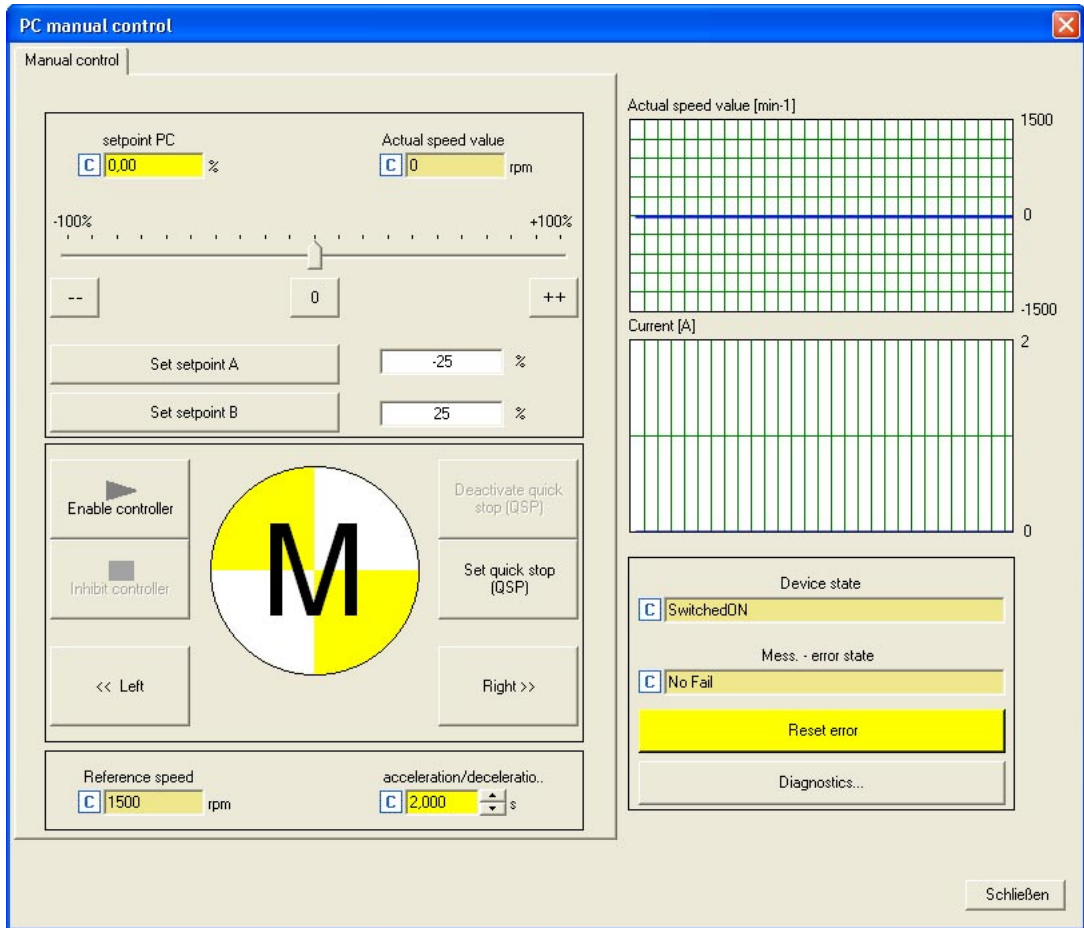 PC manual control
Manual control
setpoint PC
Actual speed value
C 0,00 %
C 0 rpm
-100%
+100%
--
0
++
Set setpoint A
-25 %
Set setpoint B
25 %
Enable controller
Inhibit controller
M
Deactivate quick
stop (QSP)
Set quick stop
(QSP)
<< Left
Right >>
Reference speed
C 1500 rpm
acceleration/deceleratio..
C 2,000 s
Actual speed value [min-1]
1500
0
-1500
Current [A]
2
0
Device state
C SwitchedON
Mess. - error state
C No Fail
Reset error
Diagnostics...
Schließen